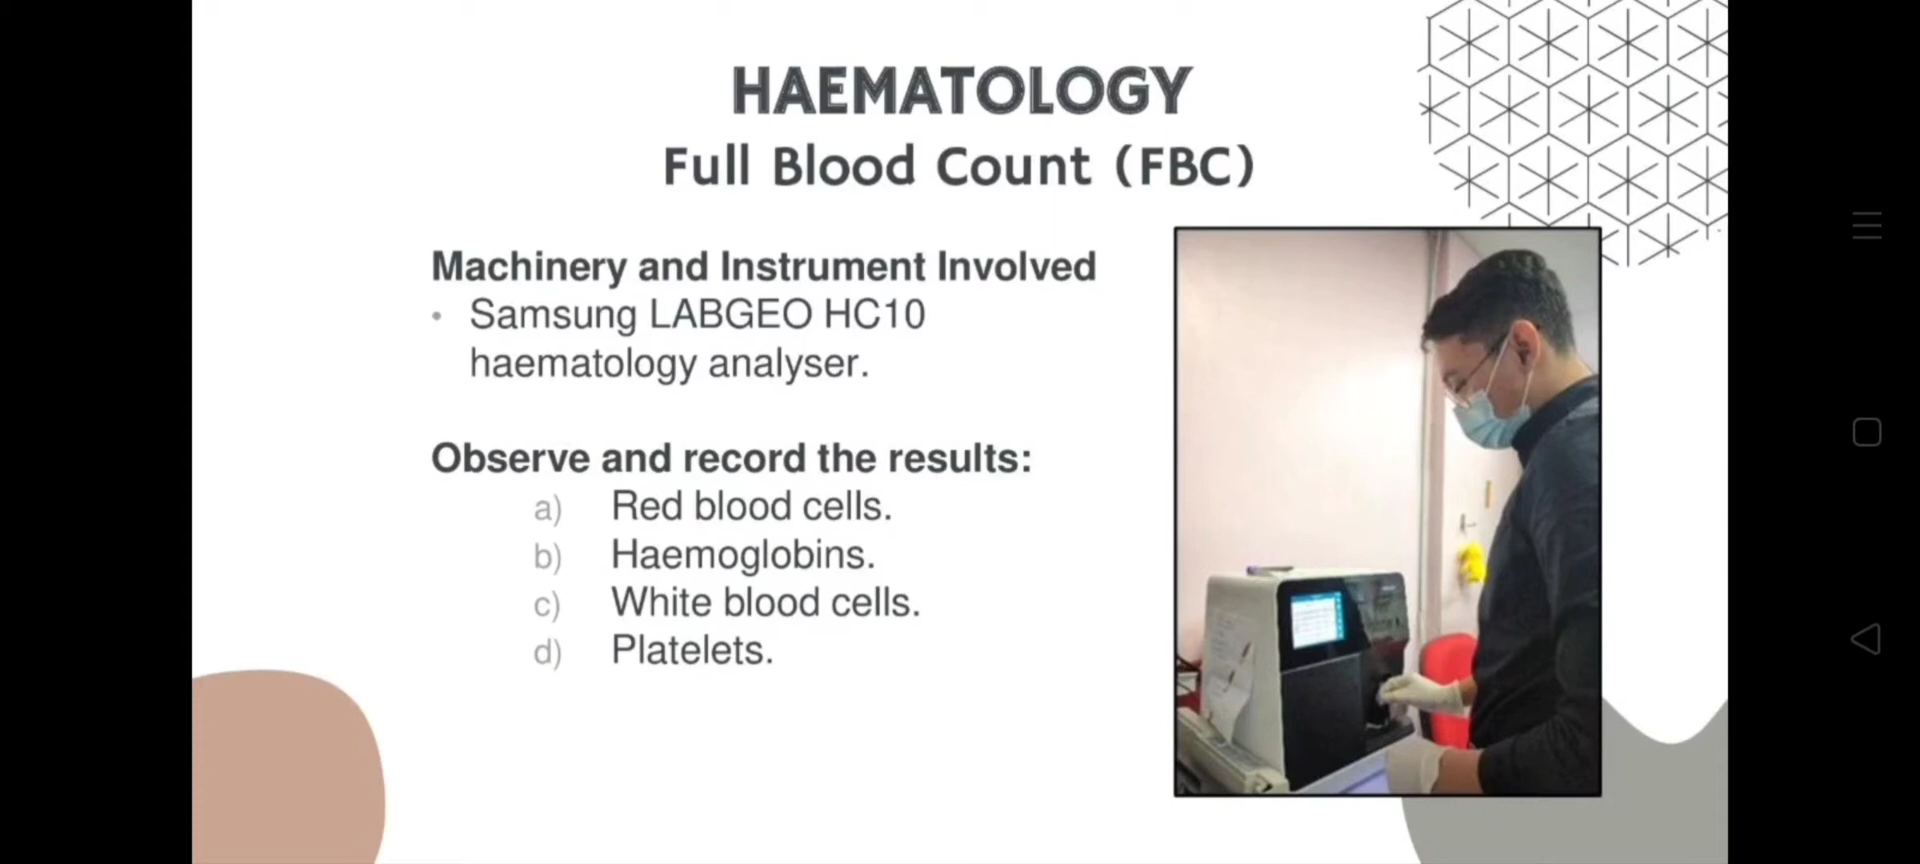 HAEMATOLOGY
Full Blood Count (FBC)
Machinery and Instrument Involved
• Samsung LABGEO HC10
haematology analyser.
Observe and record the results:
a) Red blood cells.
b) Haemoglobins.
c) White blood cells.
d) Platelets.